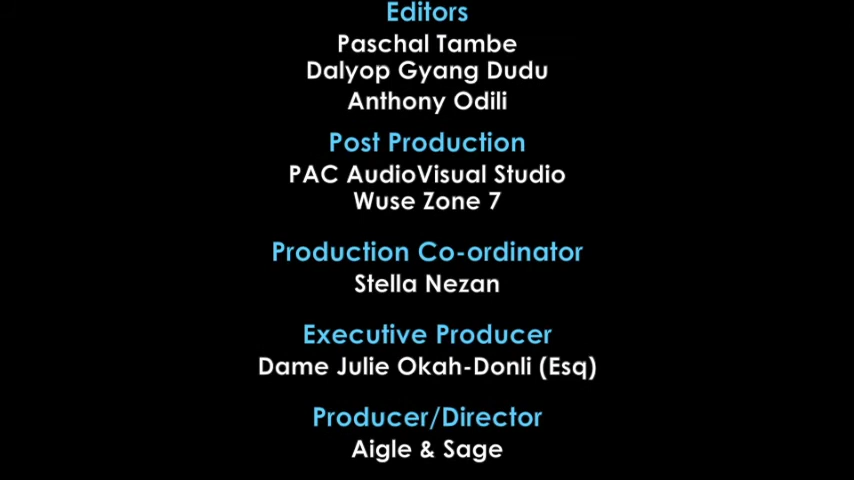 Editors
Paschal Tambe
Dalyop Gyang Dudu
Anthony Odili
Post Production
PAC AudioVisual Studio
Wuse Zone 7
Production Co-ordinator
Stella Nezan
Executive Producer
Dame Julie Okah-Donli (Esq)
Producer/Director
Aigle & Sage